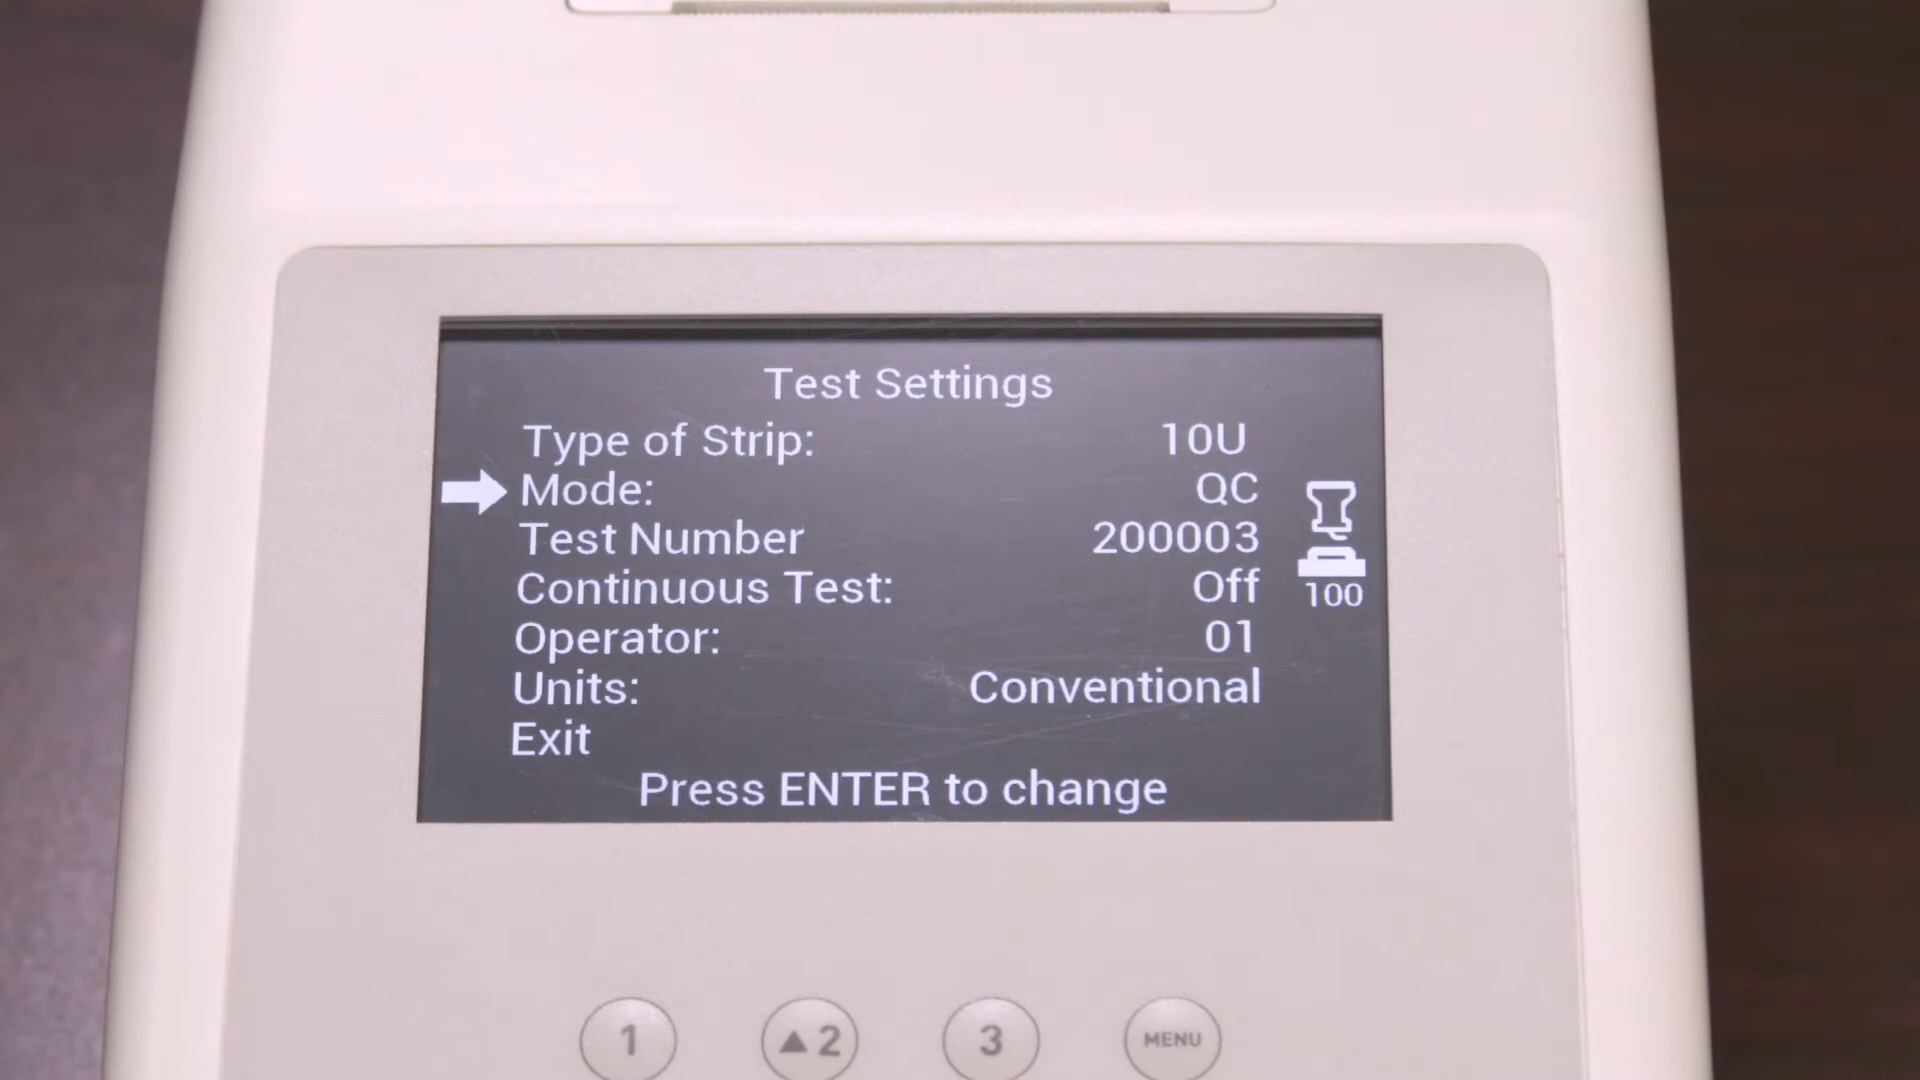 Test Settings
Type of Strip: 10U
Mode: QC
Test Number 200003
Continuous Test: Off
100
Operator: 01
Units: Conventional
Exit
Press ENTER to change
1 ▲2 3 MENU